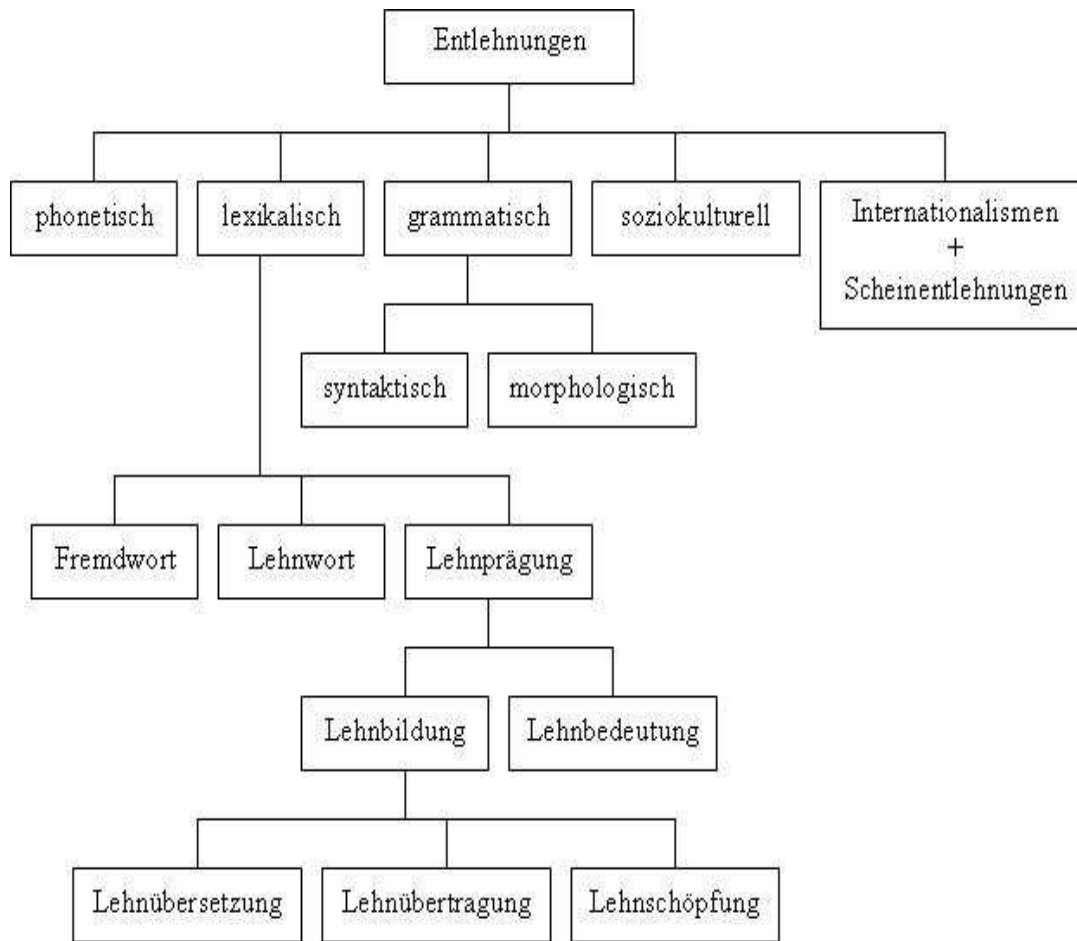 Entlehnungen
phonetisch
lexikalisch
grammatisch
soziokulturell
Internationalismen
+
Scheinentlehnungen
syntaktisch
morphologisch
Fremdwort
Lehnwort
Lehnprägung
Lehnbildung
Lehnbedeutung
Lehnübersetzung
Lehnübertragung
Lehnschöpfung